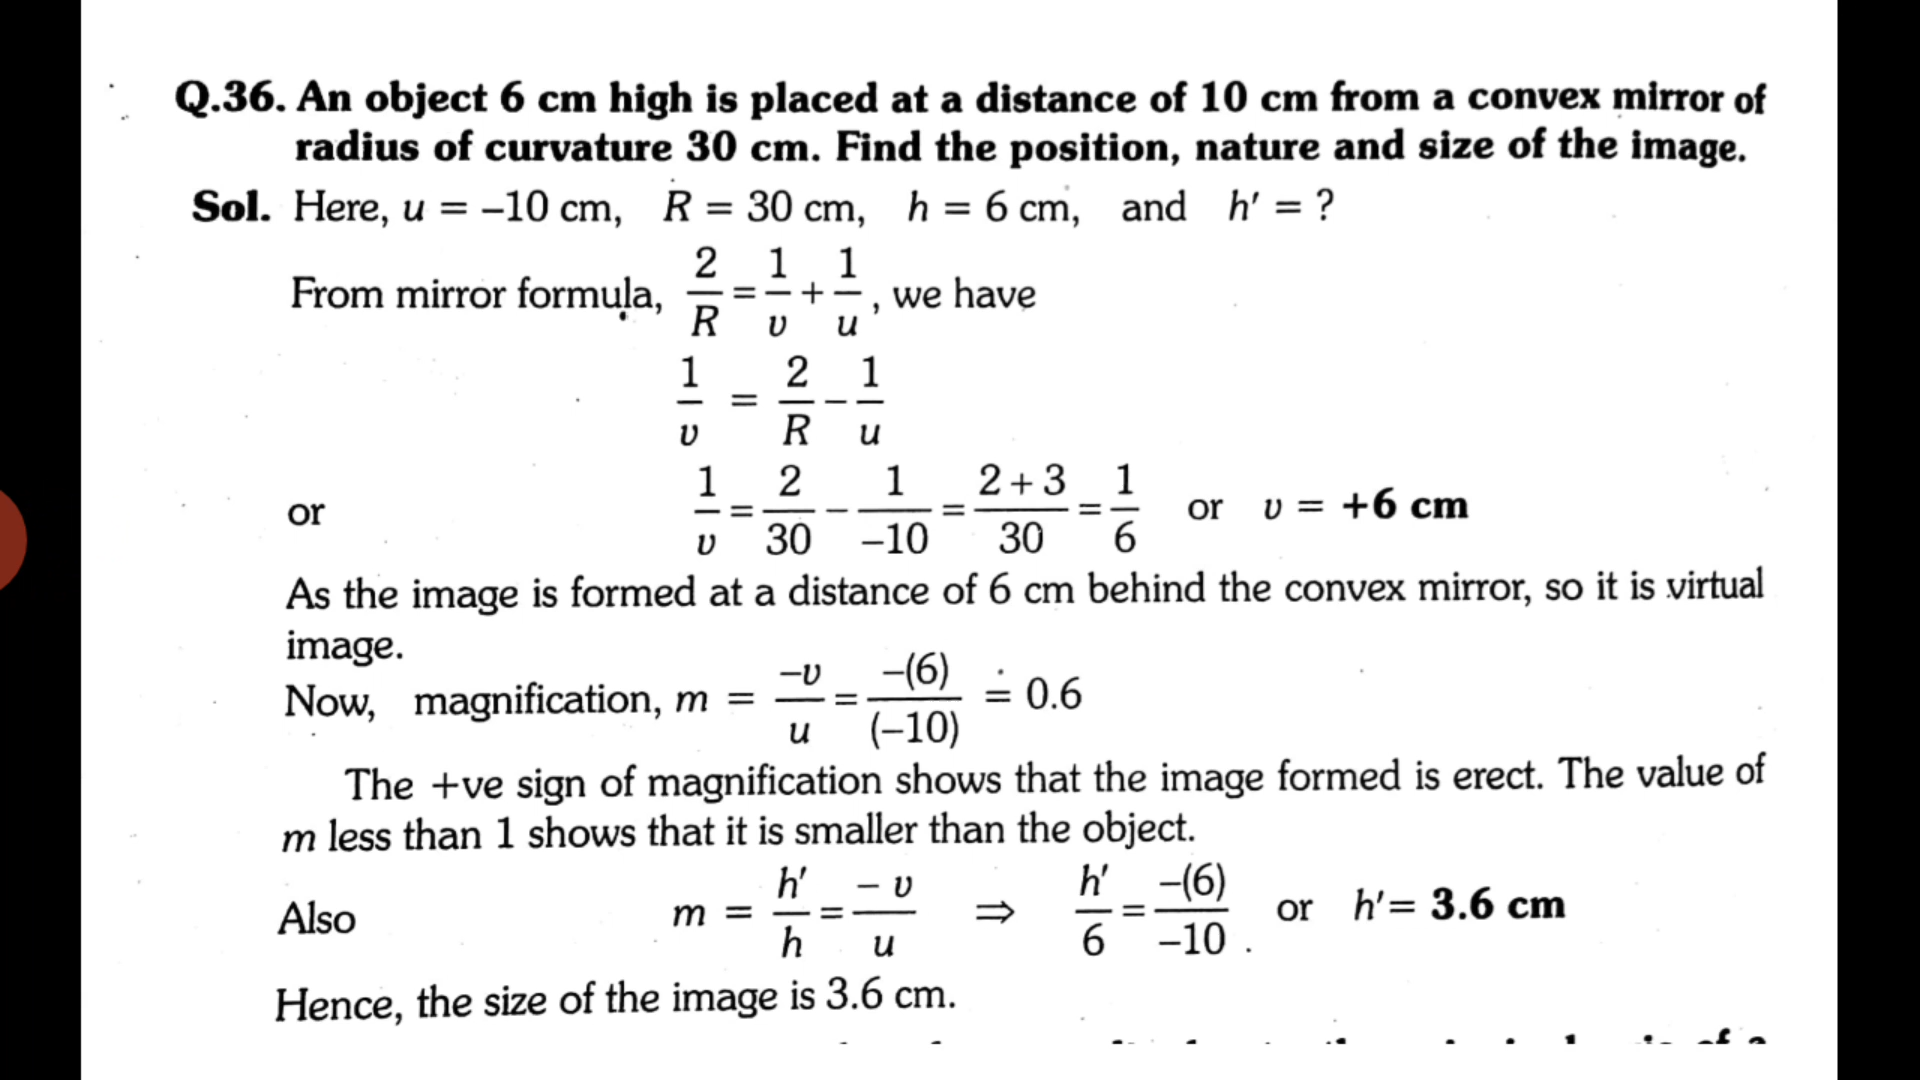 Q.36. An object 6 cm high is placed at a distance of 10 cm from a convex mirror of
radius of curvature 30 cm. Find the position, nature and size of the image.
Sol. Here, u = –10 cm, R = 30 cm, h = 6 cm, and h′ = ?
From mirror formula, 2/R = 1/υ + 1/u, we have
1/υ = 2/R – 1/u
or 1/υ = 2/30 – 1/–10 = 2+3/30 = 1/6 or υ = +6 cm
As the image is formed at a distance of 6 cm behind the convex mirror, so it is virtual
image.
Now, magnification, m = –υ/u = –(6)/(–10) = 0.6
The +ve sign of magnification shows that the image formed is erect. The value of
m less than 1 shows that it is smaller than the object.
Also m = h′/h = –υ/u ⇒ h′/6 = –(6)/–10. or h′= 3.6 cm
Hence, the size of the image is 3.6 cm.